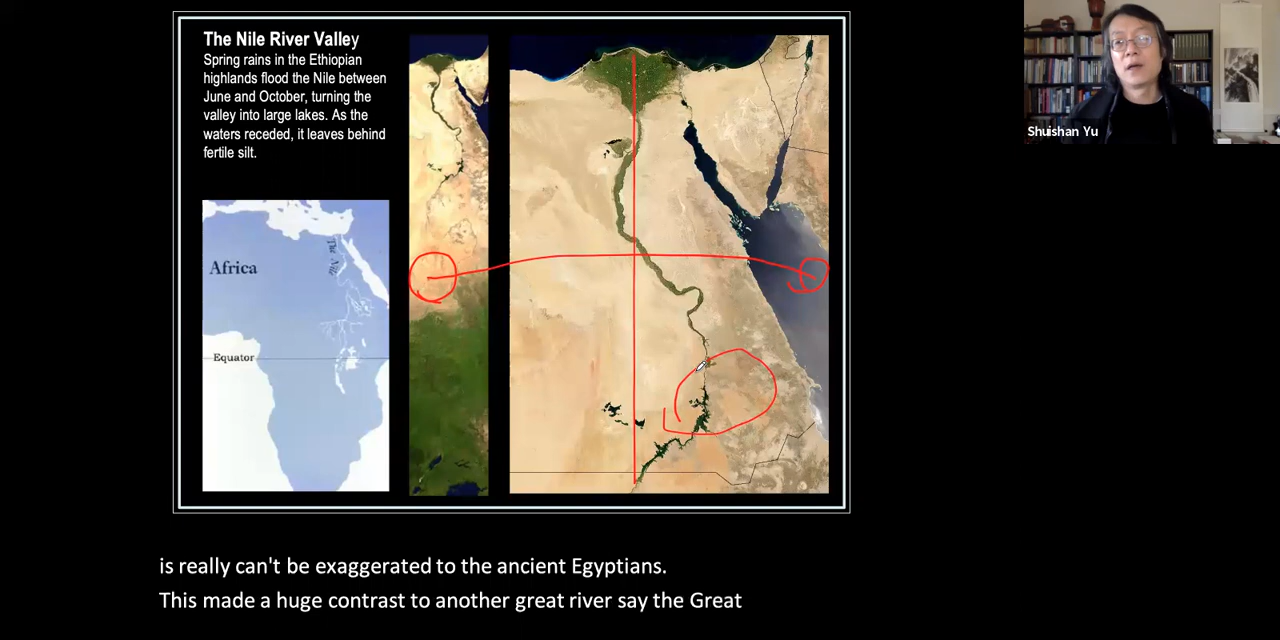 The Nile River Valley
Spring rains in the Ethiopian
highlands flood the Nile between
June and October, turning the
valley into large lakes. As the
waters receded, it leaves behind
fertile silt.
The Nile
Africa
Equator
Shuishan Yu
is really can't be exaggerated to the ancient Egyptians.
This made a huge contrast to another great river say the Great